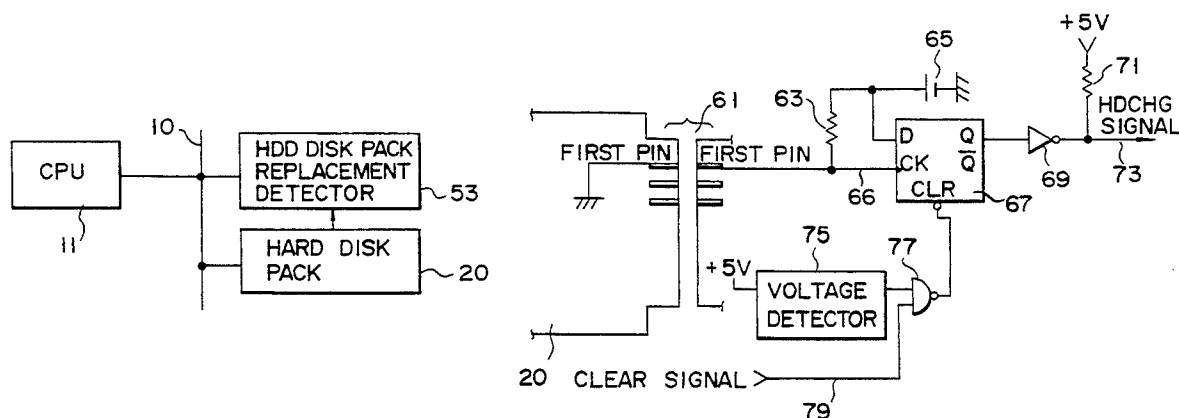 10
CPU
11
HDD DISK PACK
REPLACEMENT
DETECTOR
53
HARD DISK
PACK
20
61
FIRST PIN
FIRST PIN
20
63
65
66
D
CK
Q
Q̅
CLR
67
69
+5V
71
HDCHG
SIGNAL
73
+5V
75
VOLTAGE
DETECTOR
77
CLEAR SIGNAL
79